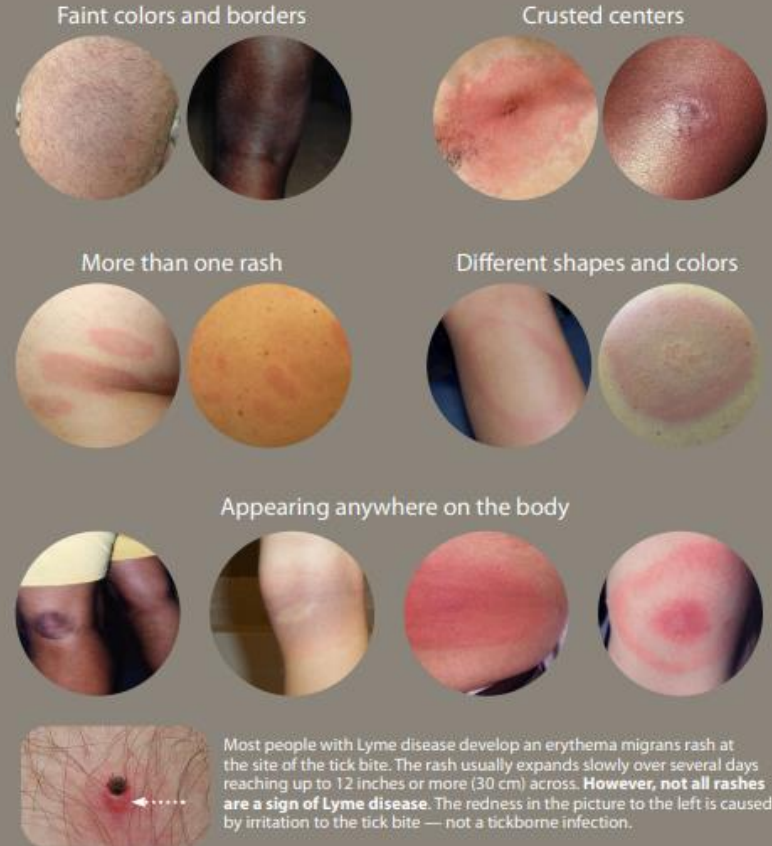 Faint colors and borders
Crusted centers
More than one rash
Different shapes and colors
Appearing anywhere on the body
Most people with Lyme disease develop an erythema migrans rash at
the site of the tick bite. The rash usually expands slowly over several days
reaching up to 12 inches or more (30 cm) across. However, not all rashes
are a sign of Lyme disease. The redness in the picture to the left is caused
by irritation to the tick bite — not a tickborne infection.